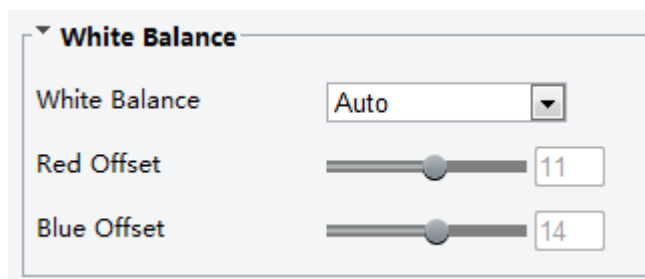 White Balance
White Balance Auto
Red Offset 11
Blue Offset 14